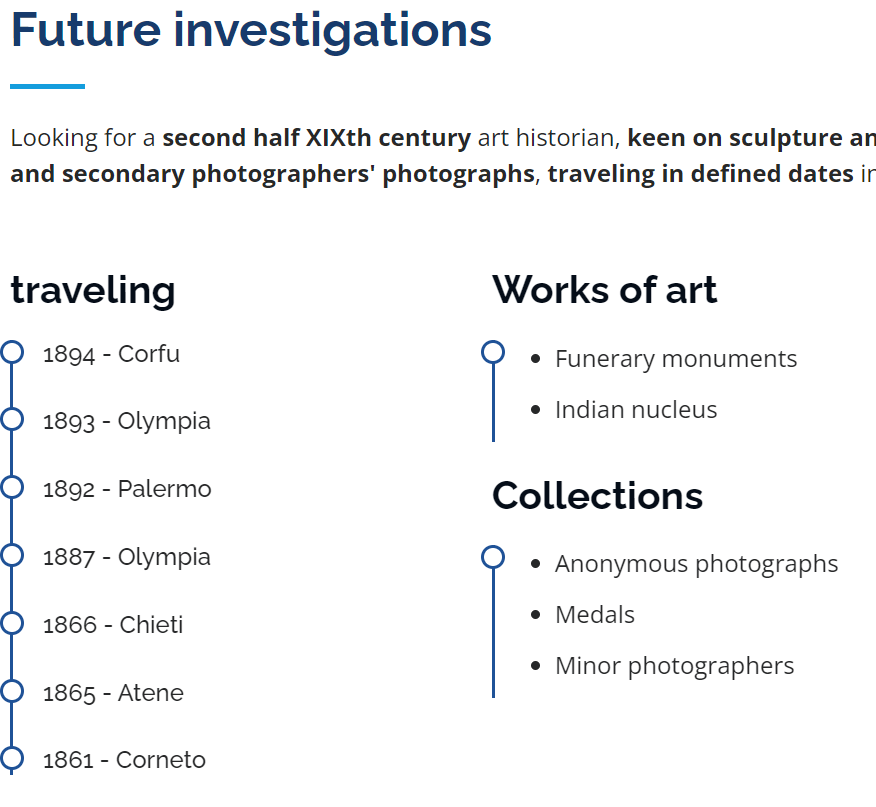 Future investigations
Looking for a second half XIXth century art historian, keen on sculpture an
and secondary photographers' photographs, traveling in defined dates in
traveling
1894 - Corfu
1893 - Olympia
1892 - Palermo
1887 - Olympia
1866 - Chieti
1865 - Atene
1861 - Corneto
Works of art
Funerary monuments
Indian nucleus
Collections
Anonymous photographs
Medals
Minor photographers